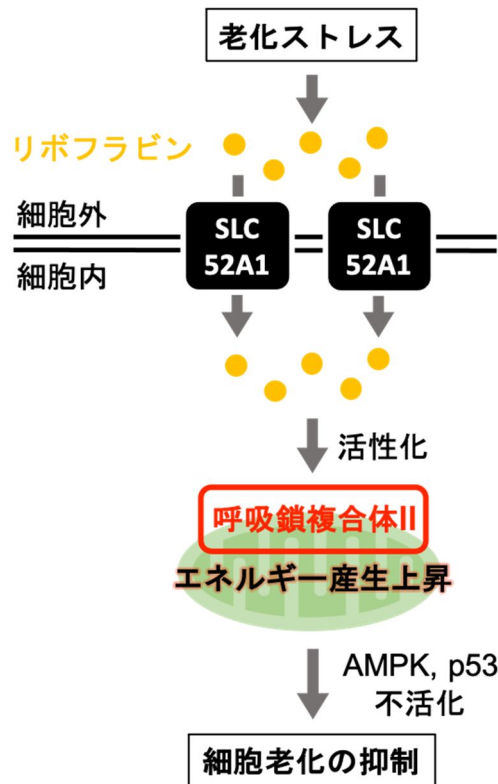 老化ストレス
リボフラビン
細胞外
SLC
52A1
SLC
52A1
細胞内
活性化
呼吸鎖複合体II
エネルギー産生上昇
AMPK, p53
不活化
細胞老化の抑制